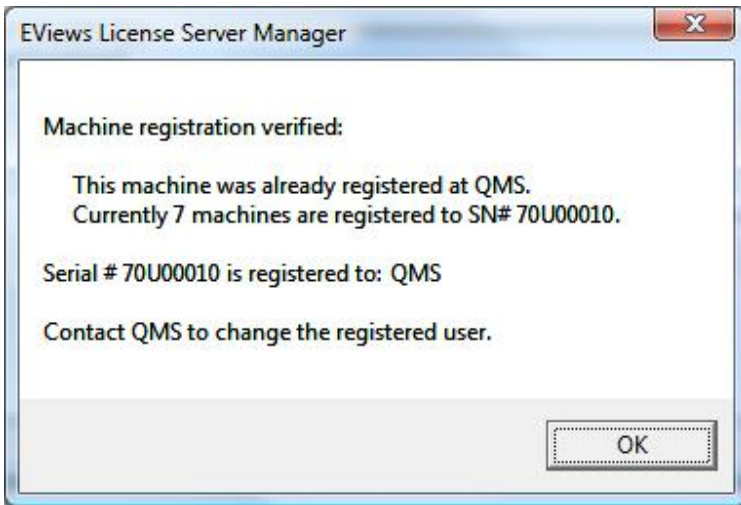 EViews License Server Manager
Machine registration verified:
This machine was already registered at QMS.
Currently 7 machines are registered to SN# 70U00010.
Serial # 70U00010 is registered to: QMS
Contact QMS to change the registered user.
OK